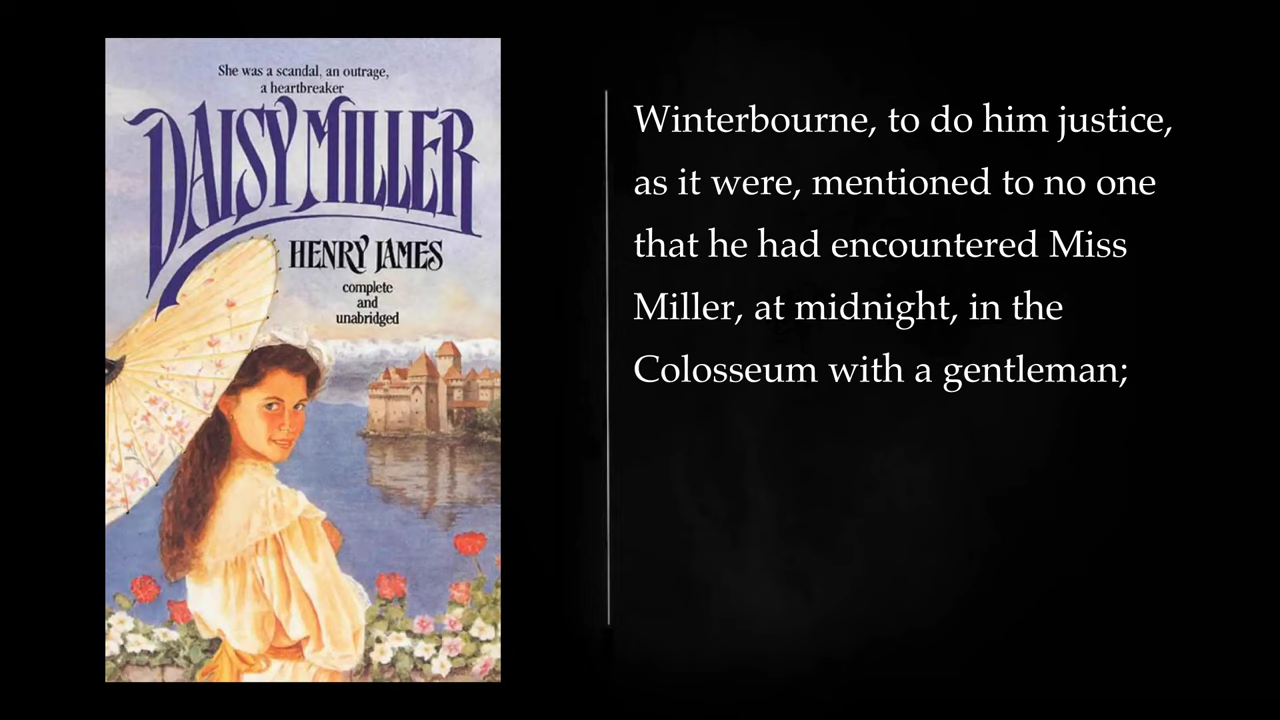 She was a scandal, an outrage,
a heartbreaker
DAISY MILLER
HENRY JAMES
complete
and
unabridged
Winterbourne, to do him justice,
as it were, mentioned to no one
that he had encountered Miss
Miller, at midnight, in the
Colosseum with a gentleman;